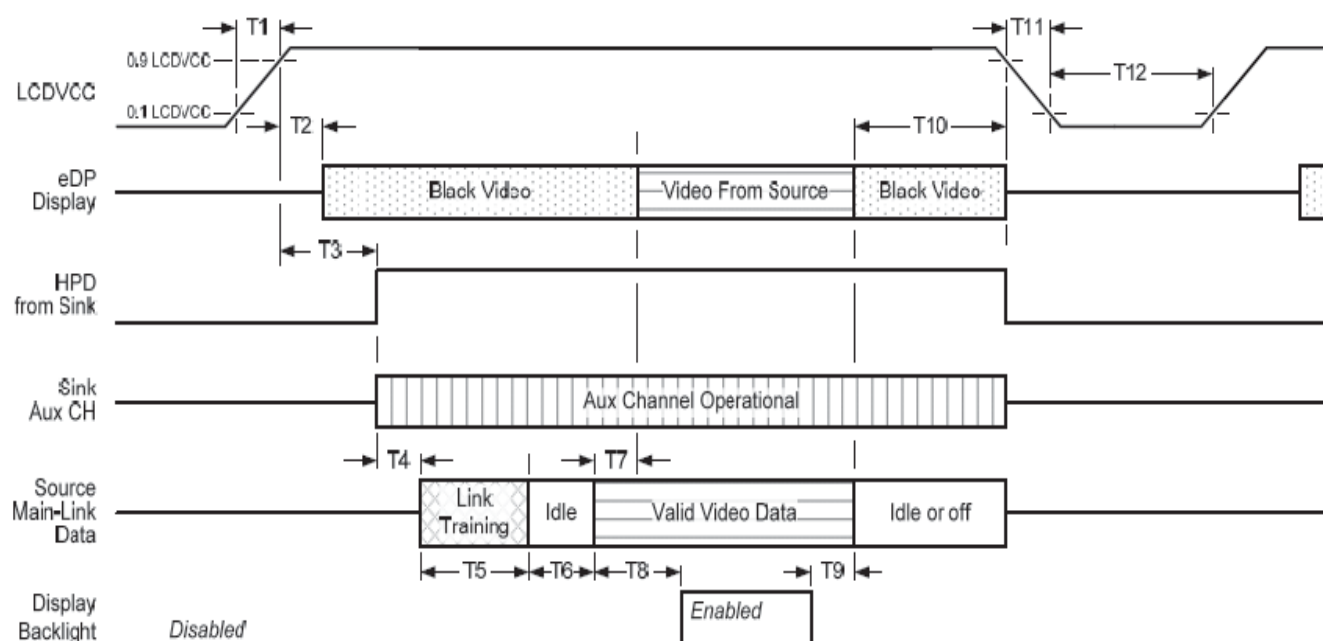 T1
T11
0.9 LCDVCC
LCDVCC
T12
0.1 LCDVCC
T2
T10
eDP
Display
Black Video
Video From Source
Black Video
T3
HPD
from Sink
Sink
Aux CH
Aux Channel Operational
T4
T7
Source
Main-Link
Data
Link
Training
Idle
Valid Video Data
Idle or off
T5
T6
T8
T9
Display
Backlight
Disabled
Enabled